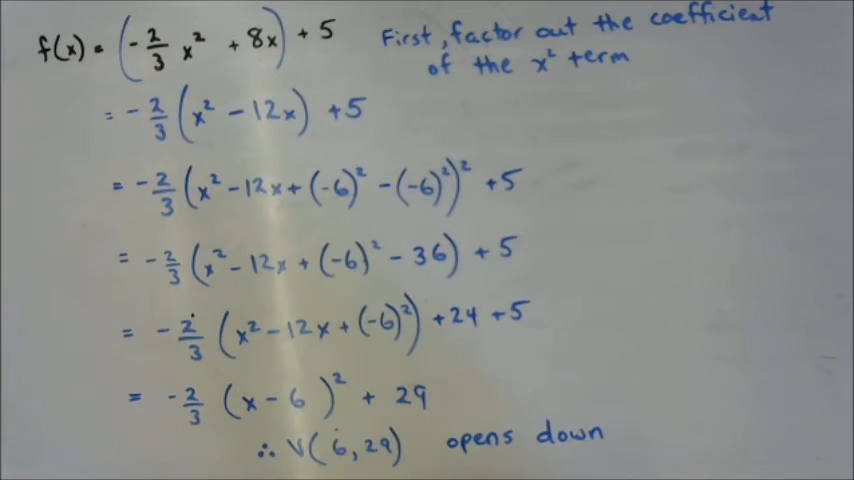 f(x) = (-2/3 x² + 8x) + 5 First, factor out the coefficient
of the x² term
= -2/3 (x² - 12x) + 5
= -2/3 (x² - 12x + (-6)² - (-6)²)² + 5
= -2/3 (x² - 12x + (-6)² - 36) + 5
= -2/3 (x² - 12x + (-6)²) + 24 + 5
= -2/3 (x - 6)² + 29
∴ V(6, 29) opens down